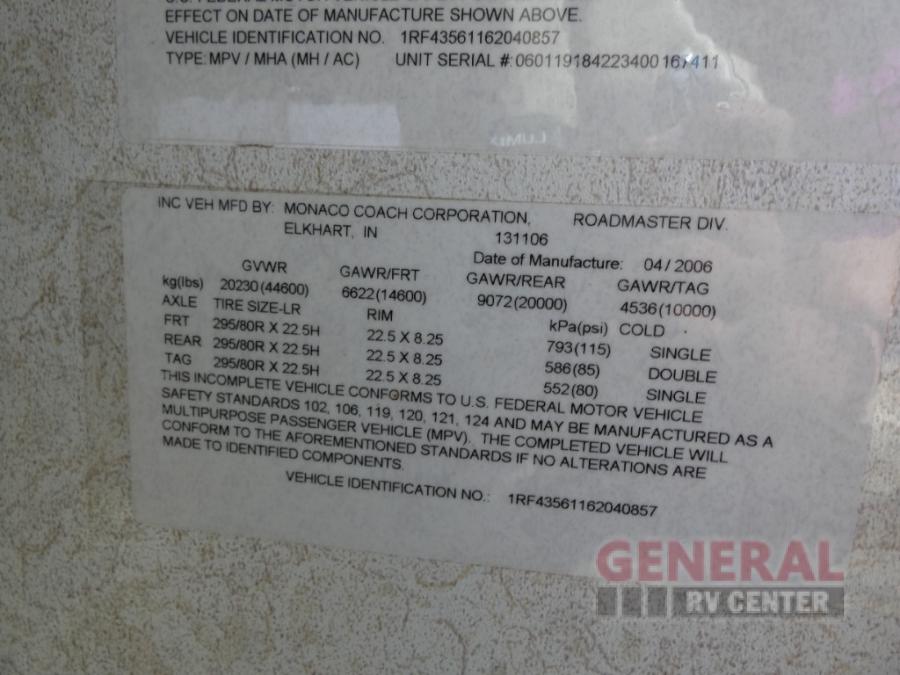 EFFECT ON DATE OF MANUFACTURE SHOWN ABOVE.
VEHICLE IDENTIFICATION NO. 1RF43561162040857
TYPE: MPV / MHA (MH / AC) UNIT SERIAL #: 060119184223400167411
INC VEH MFD BY: MONACO COACH CORPORATION, ROADMASTER DIV.
ELKHART, IN 131106
Date of Manufacture: 04 / 2006
GVWR GAWR/FRT GAWR/REAR GAWR/TAG
kg(lbs) 20230(44600) 6622(14600) 9072(20000) 4536(10000)
AXLE TIRE SIZE-LR RIM kPa(psi) COLD
FRT 295/80R X 22.5H 22.5 X 8.25 793(115) SINGLE
REAR 295/80R X 22.5H 22.5 X 8.25 586(85) DOUBLE
TAG 295/80R X 22.5H 22.5 X 8.25 552(80) SINGLE
THIS INCOMPLETE VEHICLE CONFORMS TO U.S. FEDERAL MOTOR VEHICLE
SAFETY STANDARDS 102, 106, 119, 120, 121, 124 AND MAY BE MANUFACTURED AS A
MULTIPURPOSE PASSENGER VEHICLE (MPV). THE COMPLETED VEHICLE WILL
CONFORM TO THE AFOREMENTIONED STANDARDS IF NO ALTERATIONS ARE
MADE TO IDENTIFIED COMPONENTS.
VEHICLE IDENTIFICATION NO.: 1RF43561162040857
GENERAL
RV CENTER